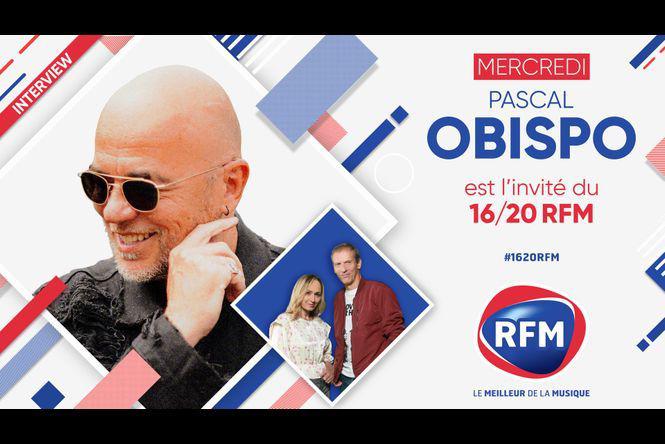 INTERVIEW
MERCREDI
PASCAL
OBISPO
est l'invité du
16/20 RFM
#1620RFM
RFM
LE MEILLEUR DE LA MUSIQUE